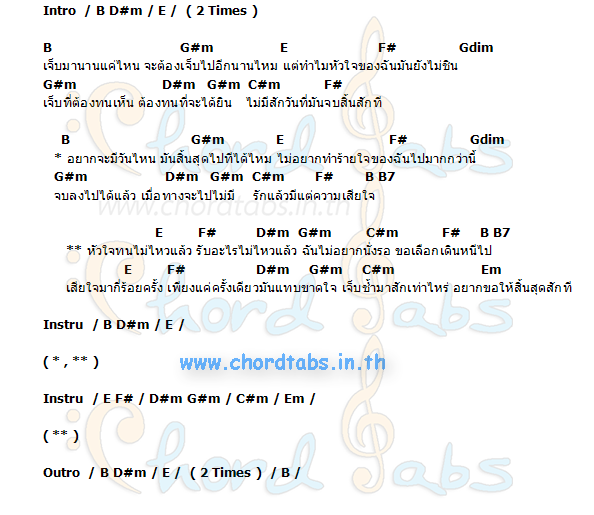 Intro / B D#m / E / ( 2 Times )
B G#m E F# Gdim
เจ็บมานานแค่ไหน จะต้องเจ็บไปอีกนานไหม แต่ทำไมหัวใจของฉันมันยังไม่ชิน
G#m D#m G#m C#m F#
เจ็บที่ต้องทนเห็น ต้องทนที่จะได้ยิน ไม่มีสักวันที่มันจบสิ้นสักที
B G#m E F# Gdim
* อยากจะมีวันไหน มันสิ้นสุดไปทีได้ไหม ไม่อยากทำร้ายใจของฉันไปมากกว่านี้
G#m D#m G#m C#m F# B B7
จบลงไปได้แล้ว เมื่อทางจะไปไม่มี รักแล้วมีแต่ความเสียใจ
www.chordtabs.in.th
E F# D#m G#m C#m F# B B7
** หัวใจทนไม่ไหวแล้ว รับอะไรไม่ไหวแล้ว ฉันไม่อยากนั่งรอ ขอเลือกเดินหนีไป
E F# D#m G#m C#m Em
เสียใจมากี่ร้อยครั้ง เพียงแค่ครั้งเดียวมันแทบขาดใจ เจ็บซ้ำมาสักเท่าไหร่ อยากขอให้สิ้นสุดสักที
Instru / B D#m / E /
( * , ** )
www.chordtabs.in.th
Instru / E F# / D#m G#m / C#m / Em /
( ** )
Outro / B D#m / E / ( 2 Times ) / B /